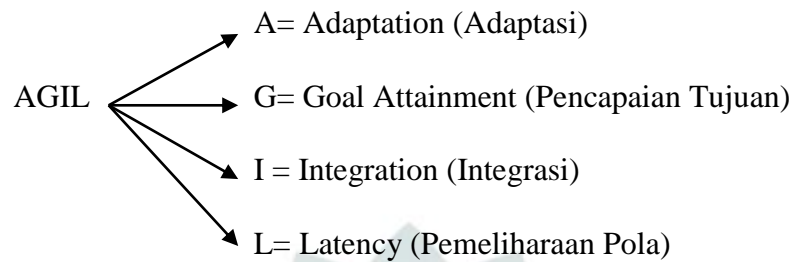 A= Adaptation (Adaptasi)
AGIL
G= Goal Attainment (Pencapaian Tujuan)
I = Integration (Integrasi)
L= Latency (Pemeliharaan Pola)